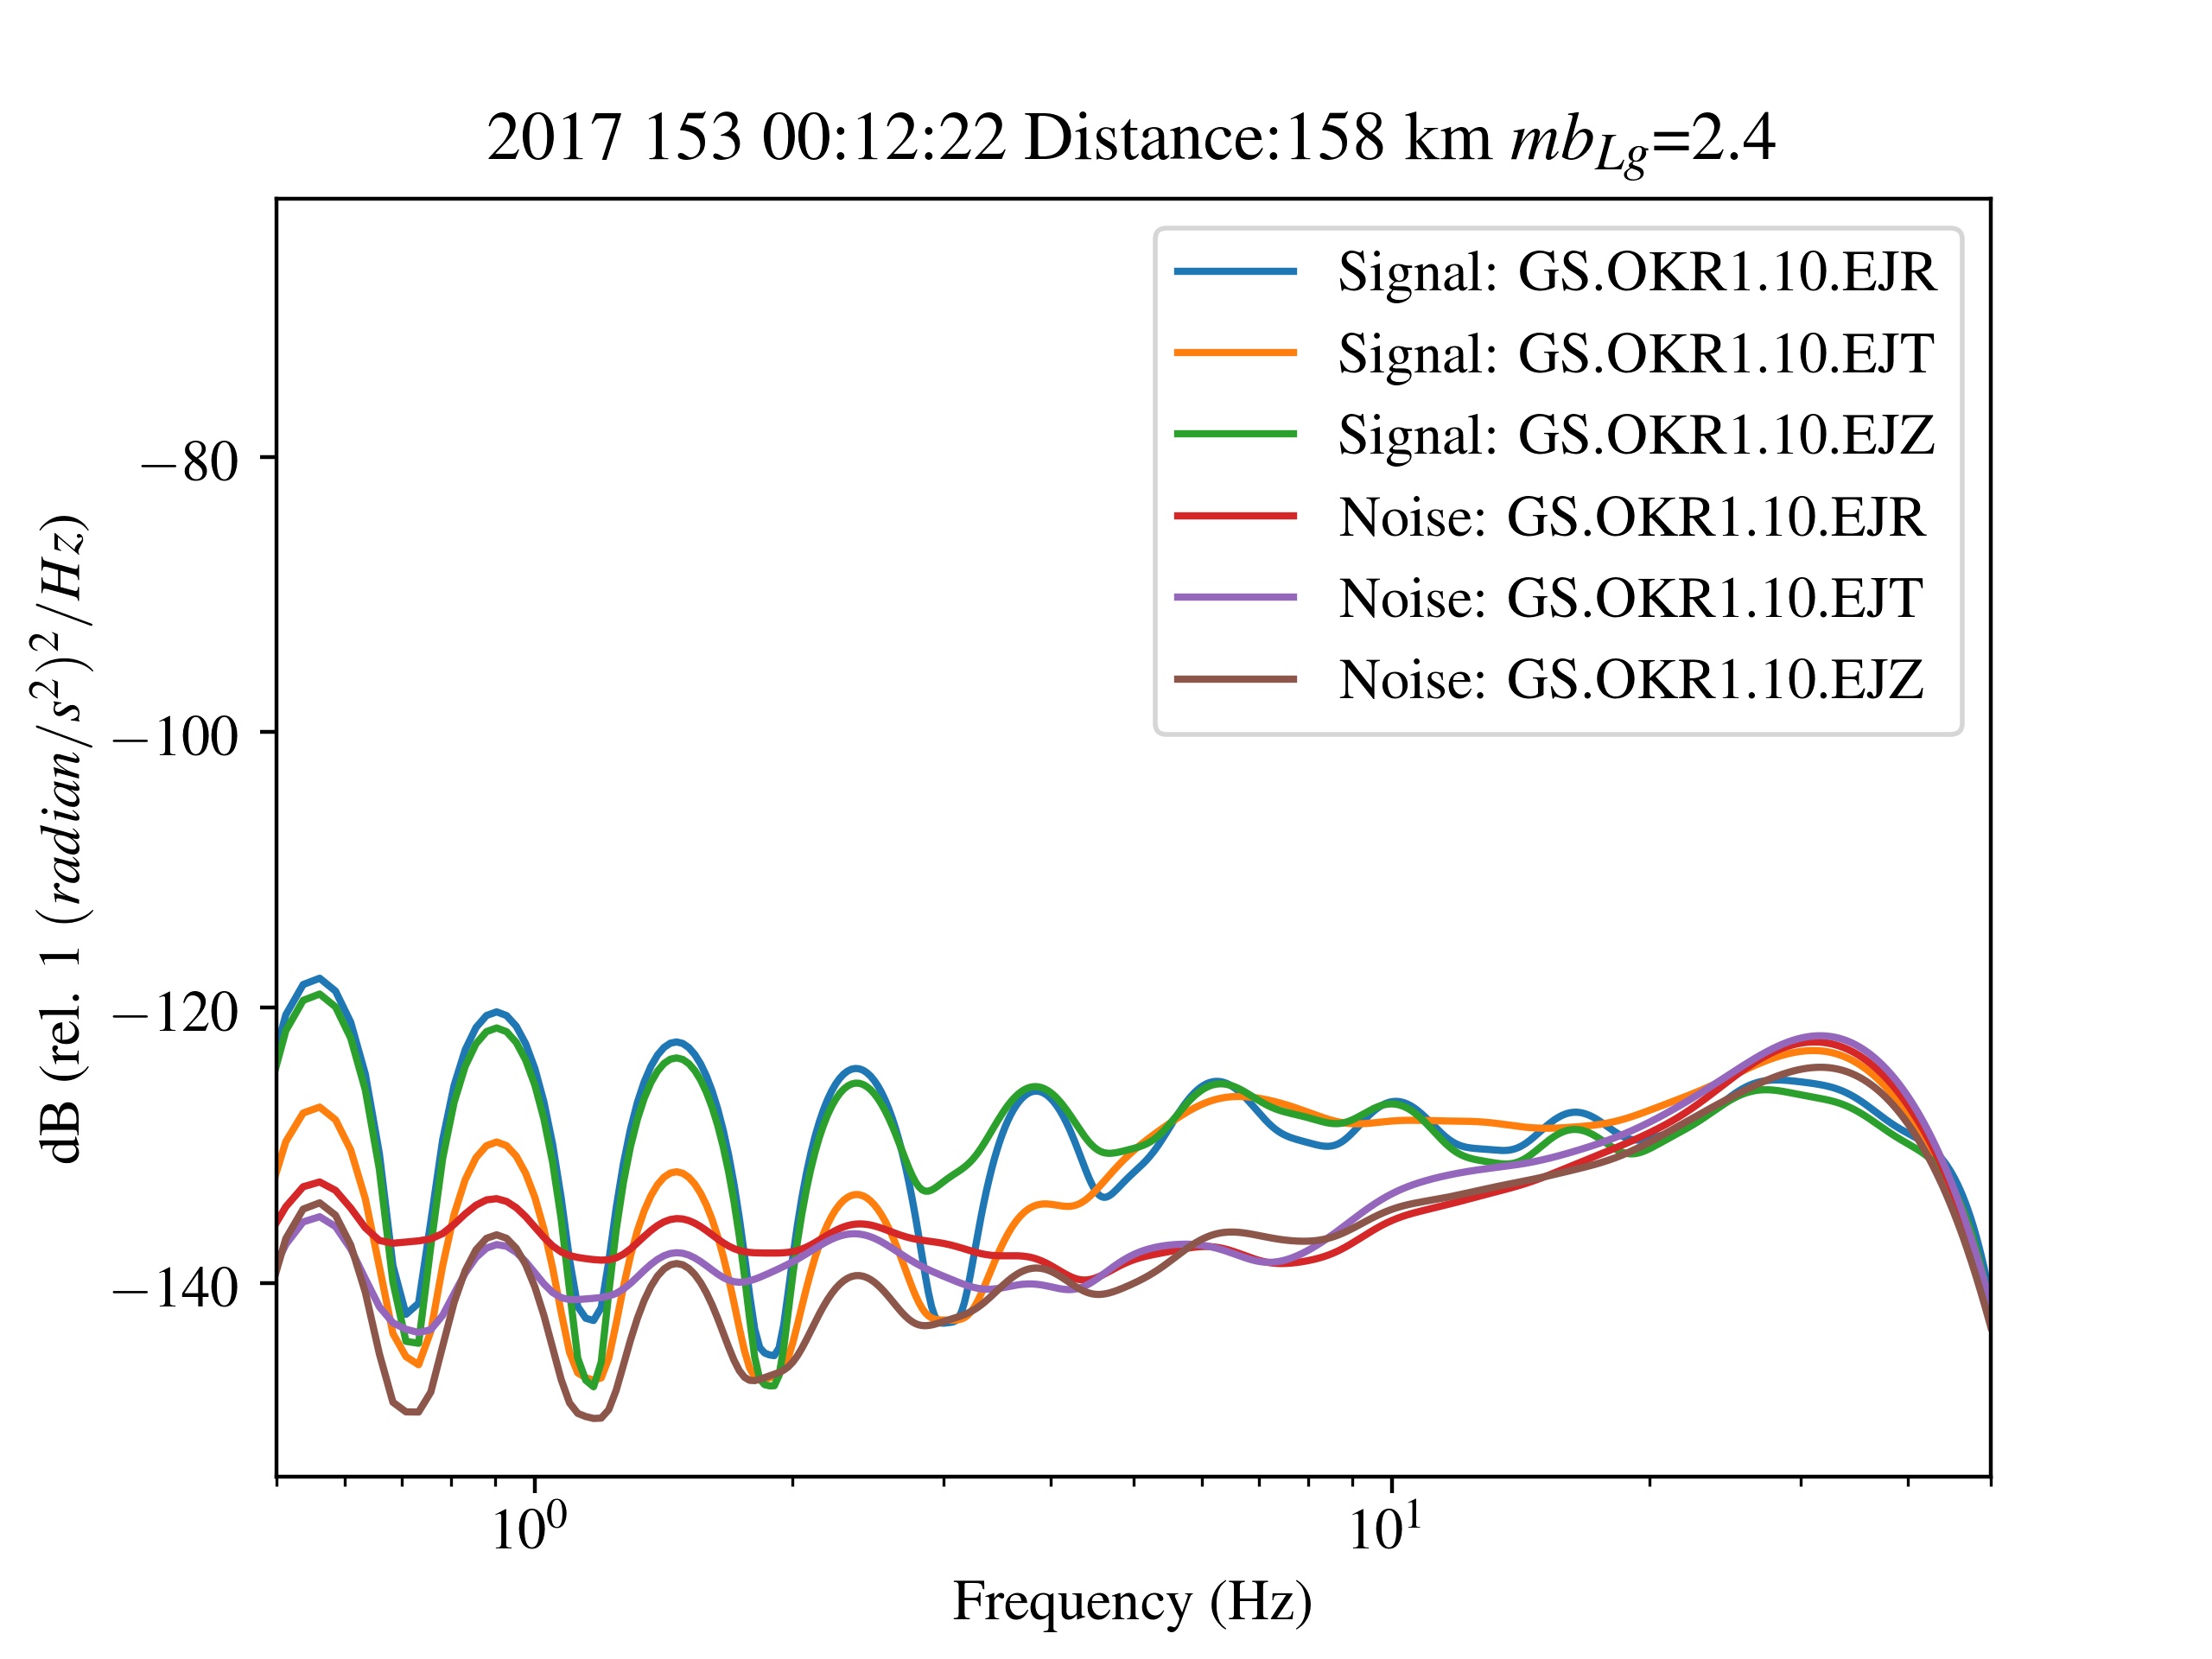 2017 153 00:12:22 Distance:158 km mb_Lg=2.4
Signal: GS.OKR1.10.EJR
Signal: GS.OKR1.10.EJT
Signal: GS.OKR1.10.EJZ
Noise: GS.OKR1.10.EJR
Noise: GS.OKR1.10.EJT
Noise: GS.OKR1.10.EJZ
dB (rel. 1 (radian/s²)²/Hz)
−80
−100
−120
−140
10⁰ 10¹
Frequency (Hz)